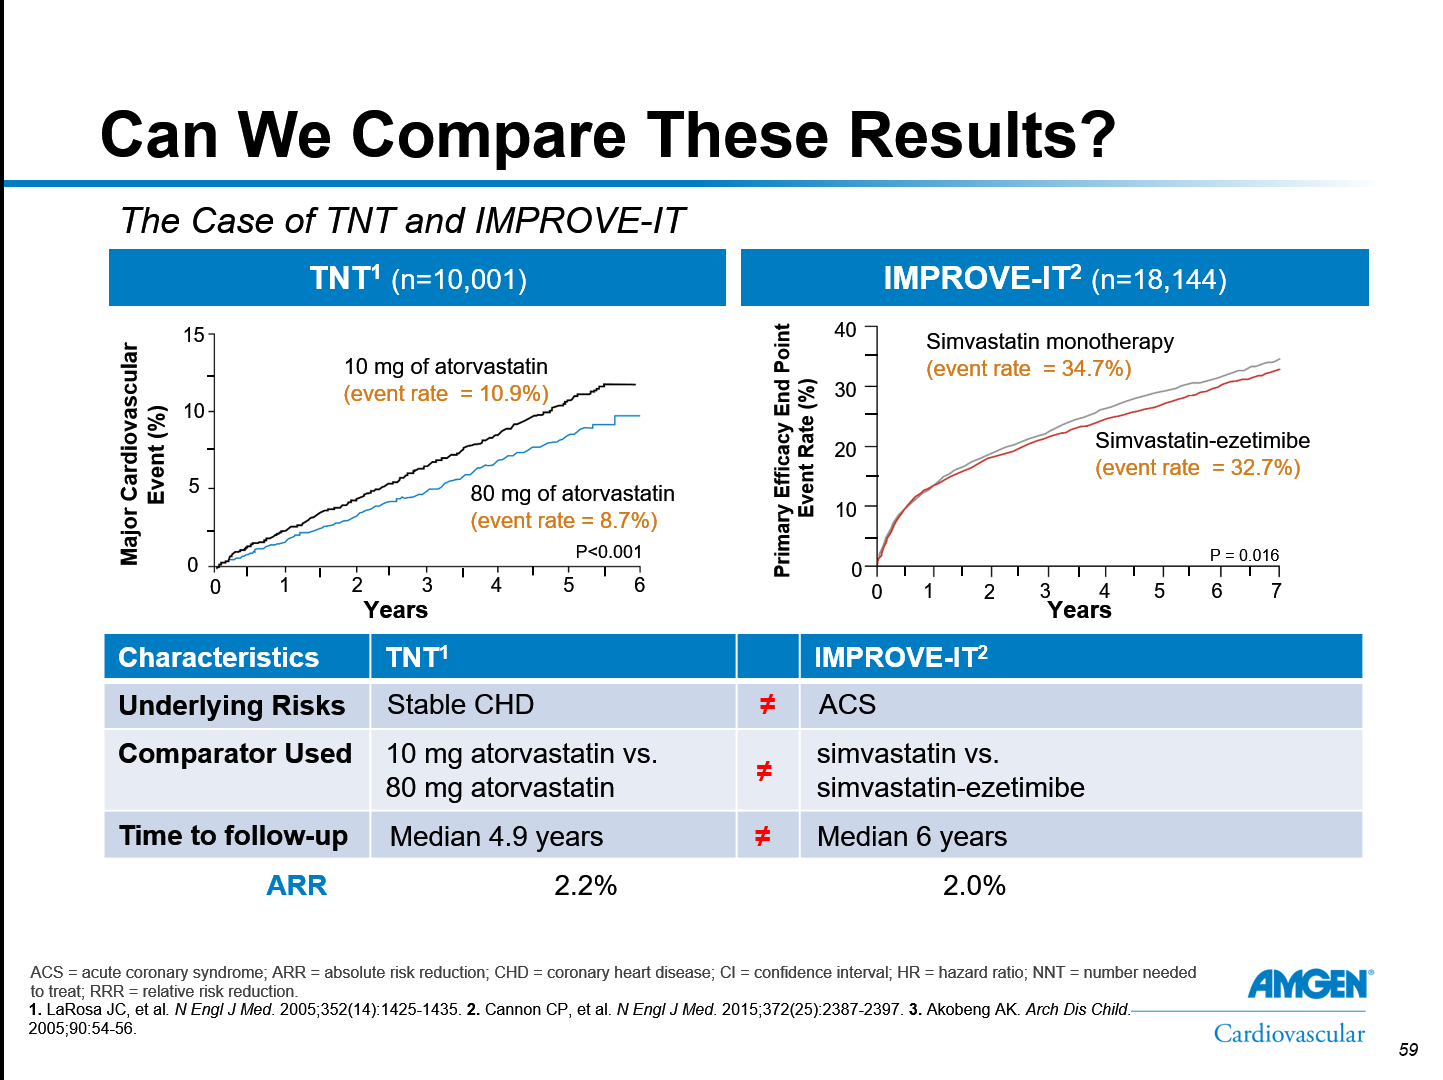 Can We Compare These Results?
The Case of TNT and IMPROVE-IT
TNT1 (n=10,001)
Major Cardiovascular
Event (%)
15
10
5
0
10 mg of atorvastatin
(event rate = 10.9%)
80 mg of atorvastatin
(event rate = 8.7%)
P<0.001
0 1 2 3 4 5 6
Years
IMPROVE-IT2 (n=18,144)
Primary Efficacy End Point
Event Rate (%)
40
30
20
10
0
Simvastatin monotherapy
(event rate = 34.7%)
Simvastatin-ezetimibe
(event rate = 32.7%)
P = 0.016
0 1 2 3 4 5 6 7
Years
Characteristics TNT1 IMPROVE-IT2
Underlying Risks Stable CHD ≠ ACS
Comparator Used 10 mg atorvastatin vs. simvastatin vs.
80 mg atorvastatin ≠ simvastatin-ezetimibe
Time to follow-up Median 4.9 years ≠ Median 6 years
ARR 2.2% 2.0%
ACS = acute coronary syndrome; ARR = absolute risk reduction; CHD = coronary heart disease; CI = confidence interval; HR = hazard ratio; NNT = number needed
to treat; RRR = relative risk reduction.
1. LaRosa JC, et al. N Engl J Med. 2005;352(14):1425-1435. 2. Cannon CP, et al. N Engl J Med. 2015;372(25):2387-2397. 3. Akobeng AK. Arch Dis Child.
2005;90:54-56.
AMGEN®
Cardiovascular
59